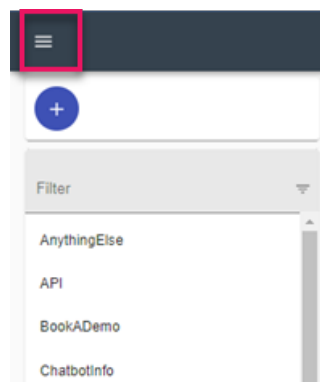 Filter
AnythingElse
API
BookADemo
ChatbotInfo